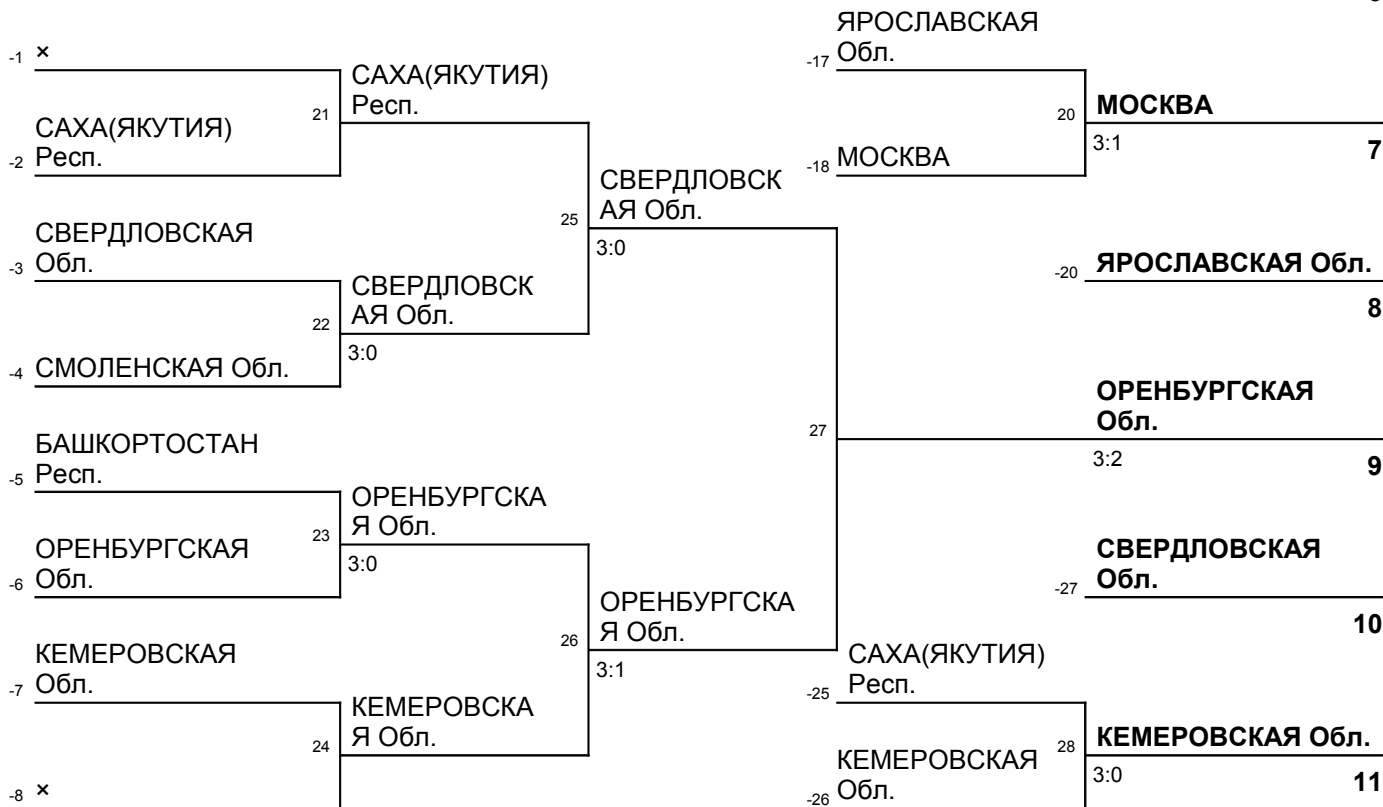 ЯРОСЛАВСКАЯ
-17 Обл.
-1 ×
САХА(ЯКУТИЯ)
Респ.
21
20 МОСКВА
3:1
7
САХА(ЯКУТИЯ)
-2 Респ.
-18 МОСКВА
СВЕРДЛОВСК
АЯ Обл.
25
3:0
СВЕРДЛОВСКАЯ
-3 Обл.
-20 ЯРОСЛАВСКАЯ Обл.
8
СВЕРДЛОВСК
АЯ Обл.
22
3:0
-4 СМОЛЕНСКАЯ Обл.
ОРЕНБУРГСКАЯ
Обл.
27
3:2
9
БАШКОРТОСТАН
-5 Респ.
ОРЕНБУРГСКА
Я Обл.
23
3:0
ОРЕНБУРГСКАЯ
-6 Обл.
СВЕРДЛОВСКАЯ
-27 Обл.
10
ОРЕНБУРГСКА
Я Обл.
26
3:1
КЕМЕРОВСКАЯ
-7 Обл.
САХА(ЯКУТИЯ)
-25 Респ.
КЕМЕРОВСКА
Я Обл.
24
28 КЕМЕРОВСКАЯ Обл.
3:0
11
КЕМЕРОВСКАЯ
-26 Обл.
-8 ×